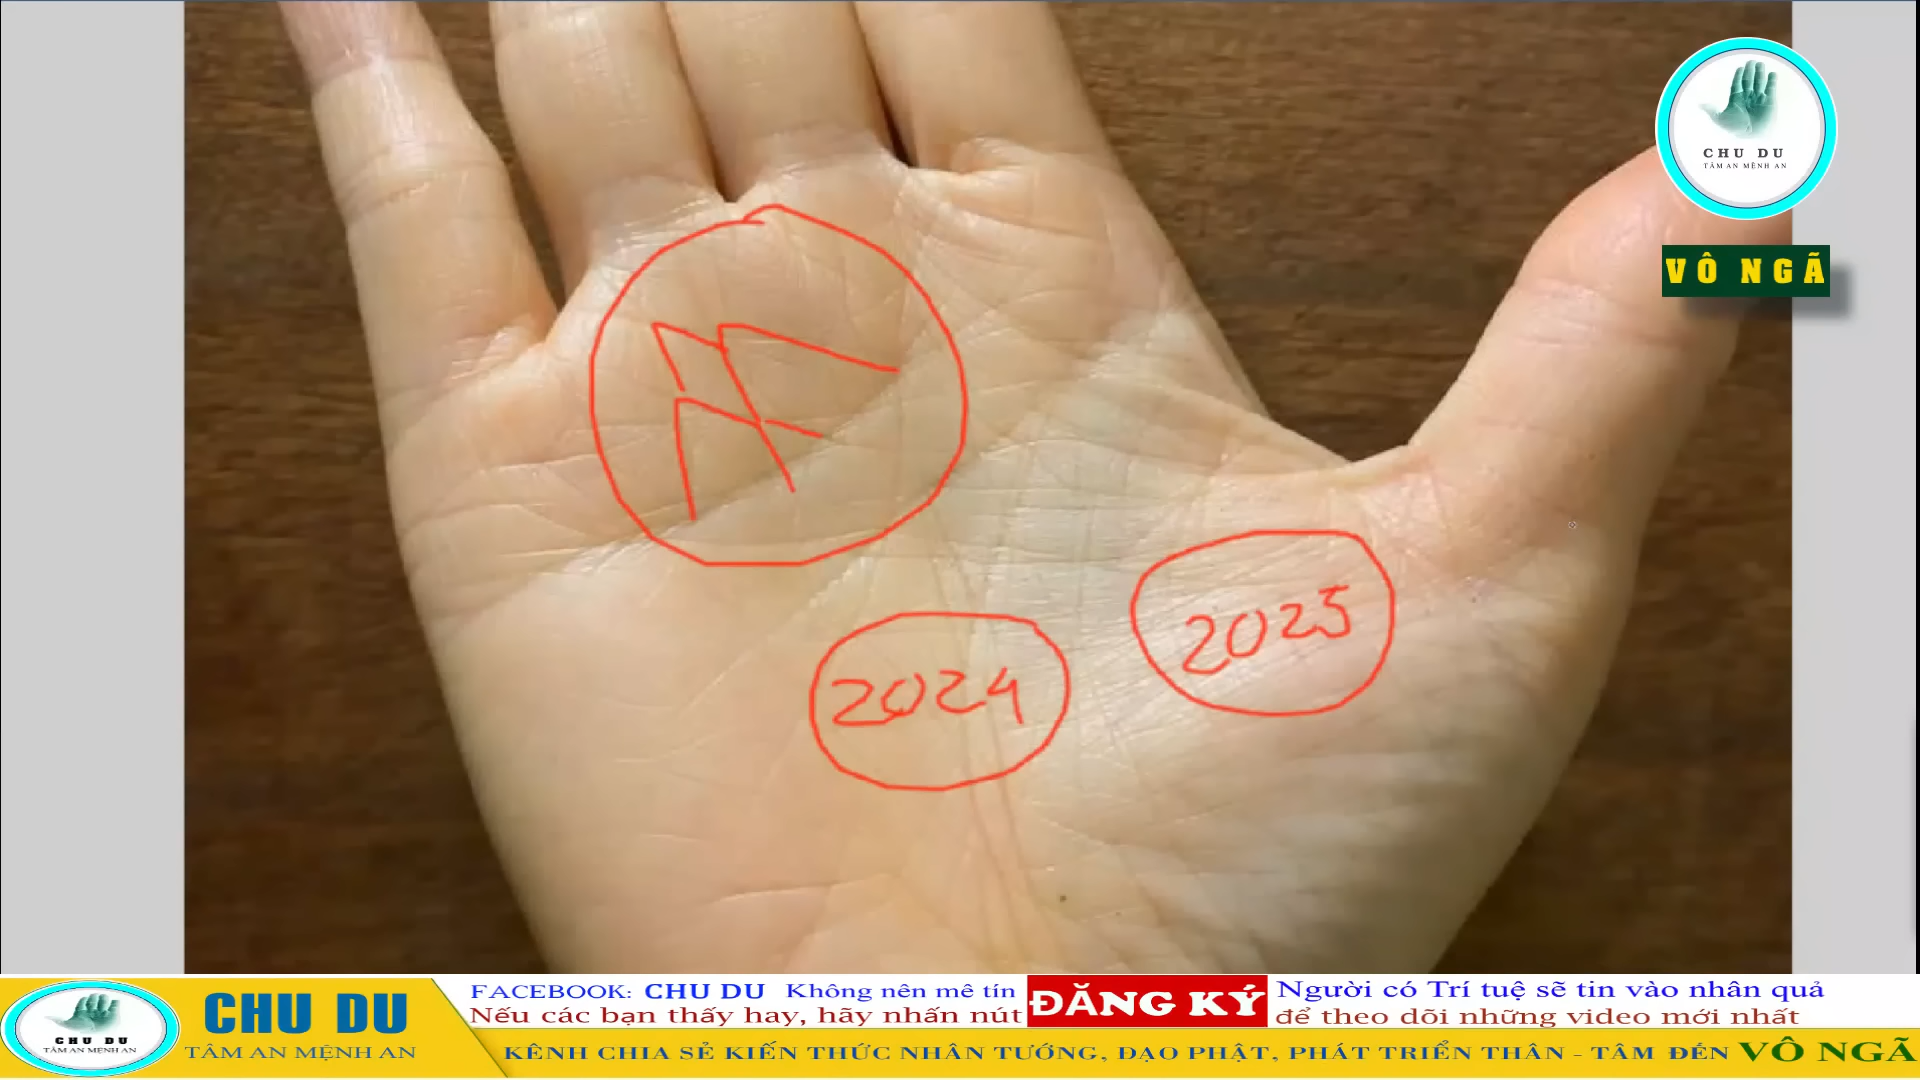 CHU DU
TÂM AN MỆNH AN
VÔ NGÃ
2024
2025
CHU DU
TÂM AN MỆNH AN
CHU DU
TÂM AN MỆNH AN
FACEBOOK: CHU DU Không nên mê tín
Nếu các bạn thấy hay, hãy nhấn nút
ĐĂNG KÝ
Người có Trí tuệ sẽ tin vào nhân quả
để theo dõi những video mới nhất
KÊNH CHIA SẺ KIẾN THỨC NHÂN TƯỚNG, ĐẠO PHẬT, PHÁT TRIỂN THÂN - TÂM ĐẾN VÔ NGÃ